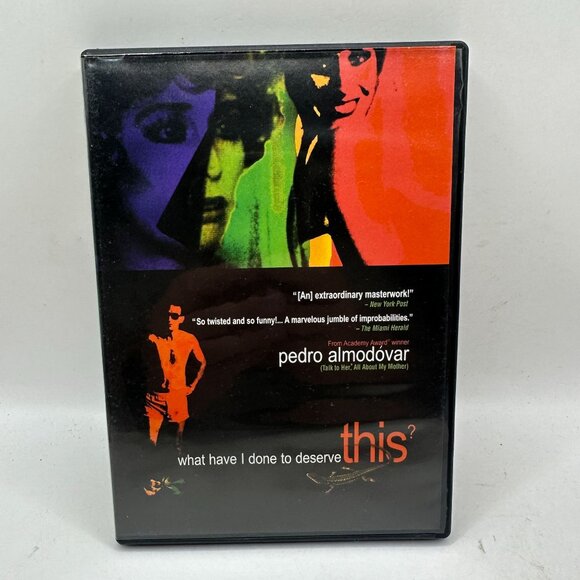 "[An] extraordinary masterwork!"
– New York Post
"So twisted and so funny!... A marvelous jumble of improbabilities."
– The Miami Herald
From Academy Award® winner
pedro almodóvar
(Talk to Her, All About My Mother)
what have I done to deserve this?